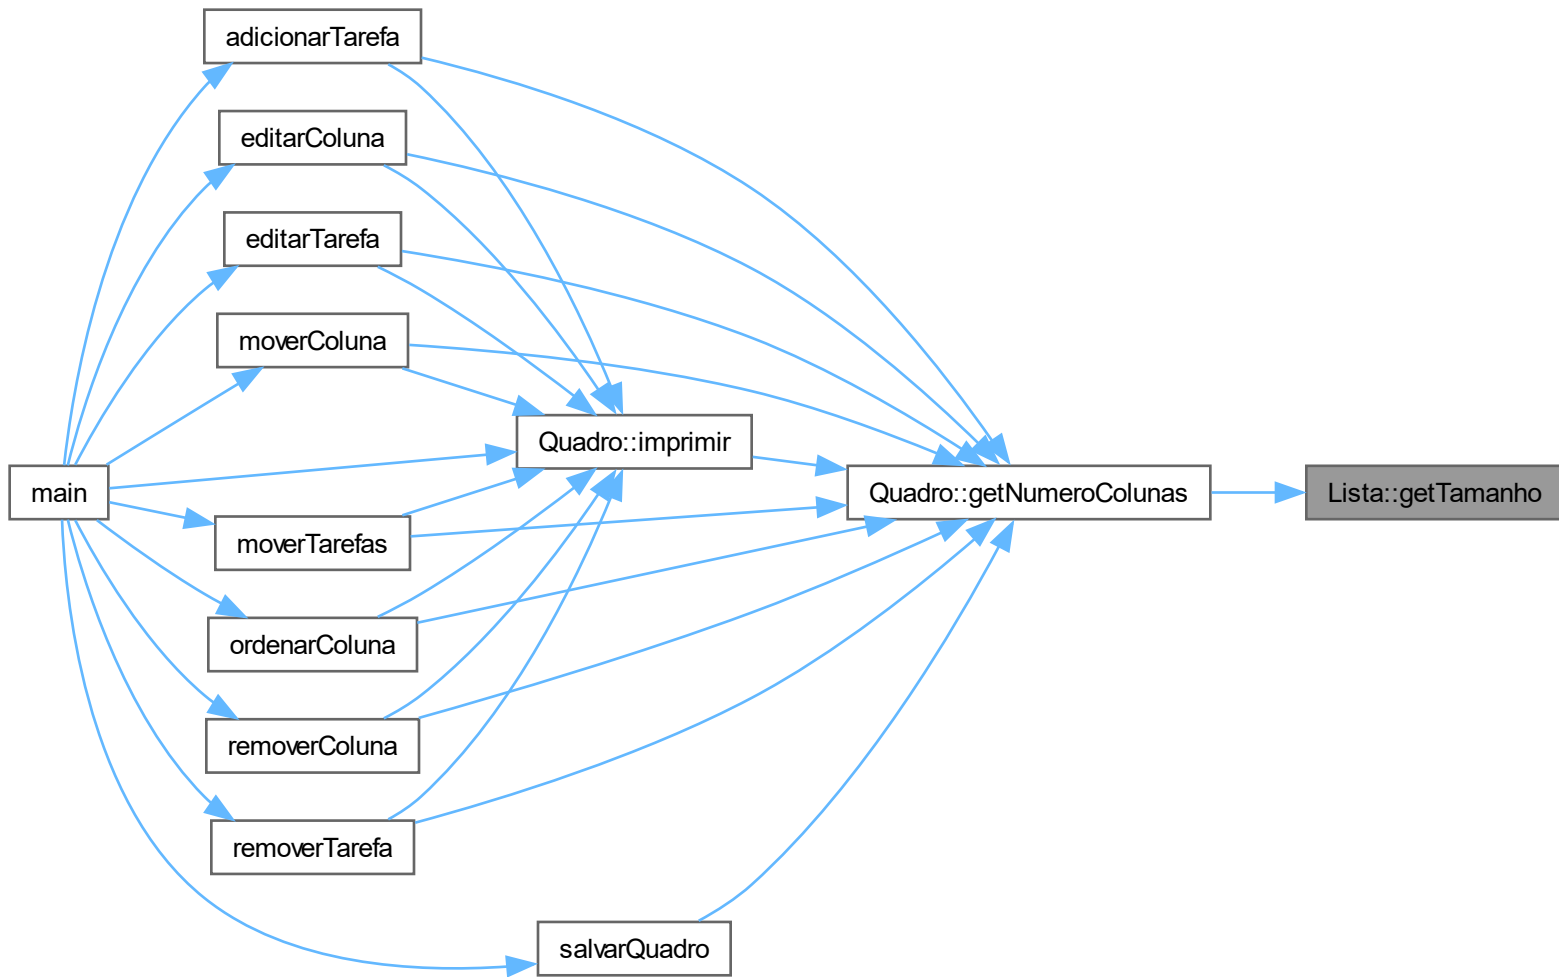 adicionarTarefa
editarColuna
editarTarefa
moverColuna
Quadro::imprimir
main
Quadro::getNumeroColunas
Lista::getTamanho
moverTarefas
ordenarColuna
removerColuna
removerTarefa
salvarQuadro